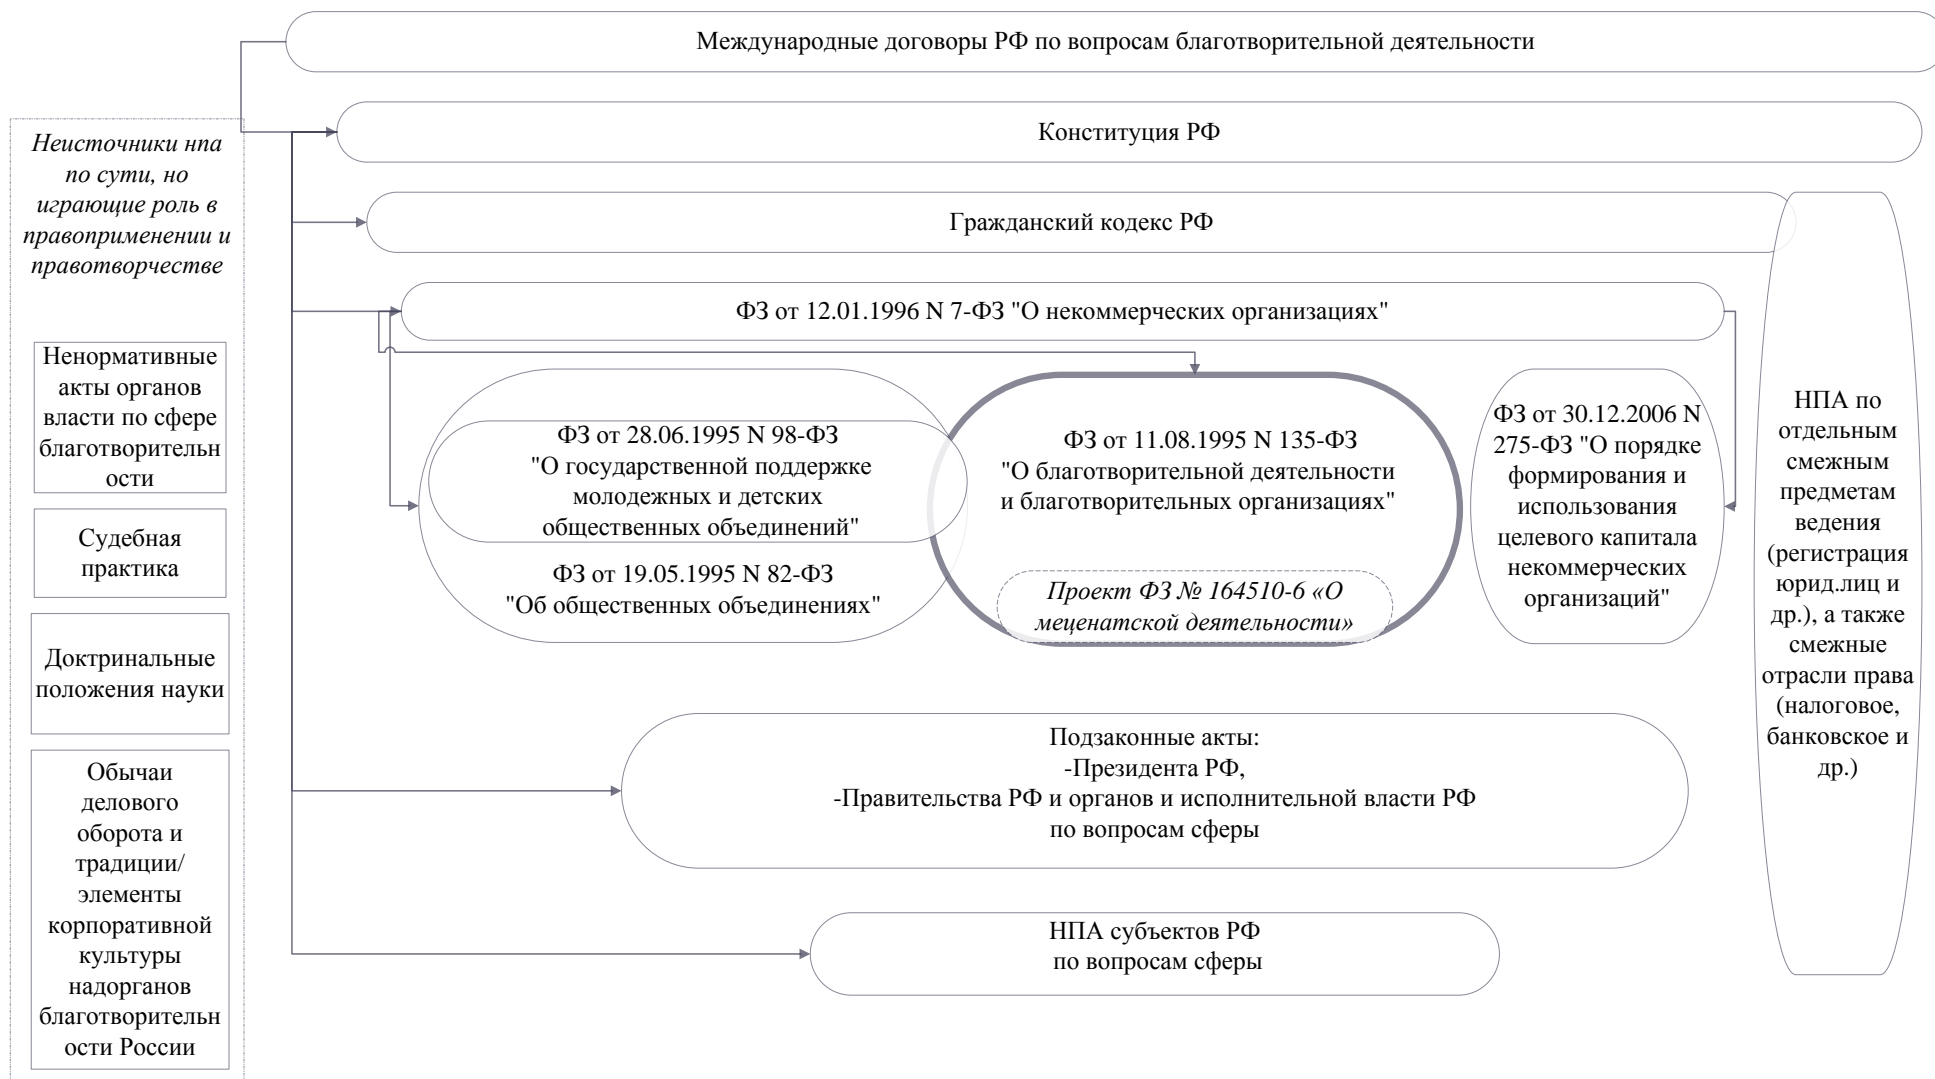 Международные договоры РФ по вопросам благотворительной деятельности
Конституция РФ
Неисточники нпа
по сути, но
играющие роль в
правоприменении и
правотворчестве
Гражданский кодекс РФ
ФЗ от 12.01.1996 N 7-ФЗ "О некоммерческих организациях"
Ненормативные
акты органов
власти по сфере
благотворительн
ости
Судебная
практика
Доктринальные
положения науки
Обычаи
делового
оборота и
традиции/
элементы
корпоративной
культуры
надорганов
благотворительн
ости России
ФЗ от 28.06.1995 N 98-ФЗ
"О государственной поддержке
молодежных и детских
общественных объединений"
ФЗ от 19.05.1995 N 82-ФЗ
"Об общественных объединениях"
ФЗ от 11.08.1995 N 135-ФЗ
"О благотворительной деятельности
и благотворительных организациях"
Проект ФЗ № 164510-6 «О
меценатской деятельности»
ФЗ от 30.12.2006 N
275-ФЗ "О порядке
формирования и
использования
целевого капитала
некоммерческих
организаций"
НПА по
отдельным
смежным
предметам
ведения
(регистрация
юрид.лиц и
др.), а также
смежные
отрасли права
(налоговое,
банковское и
др.)
Подзаконные акты:
-Президента РФ,
-Правительства РФ и органов и исполнительной власти РФ
по вопросам сферы
НПА субъектов РФ
по вопросам сферы